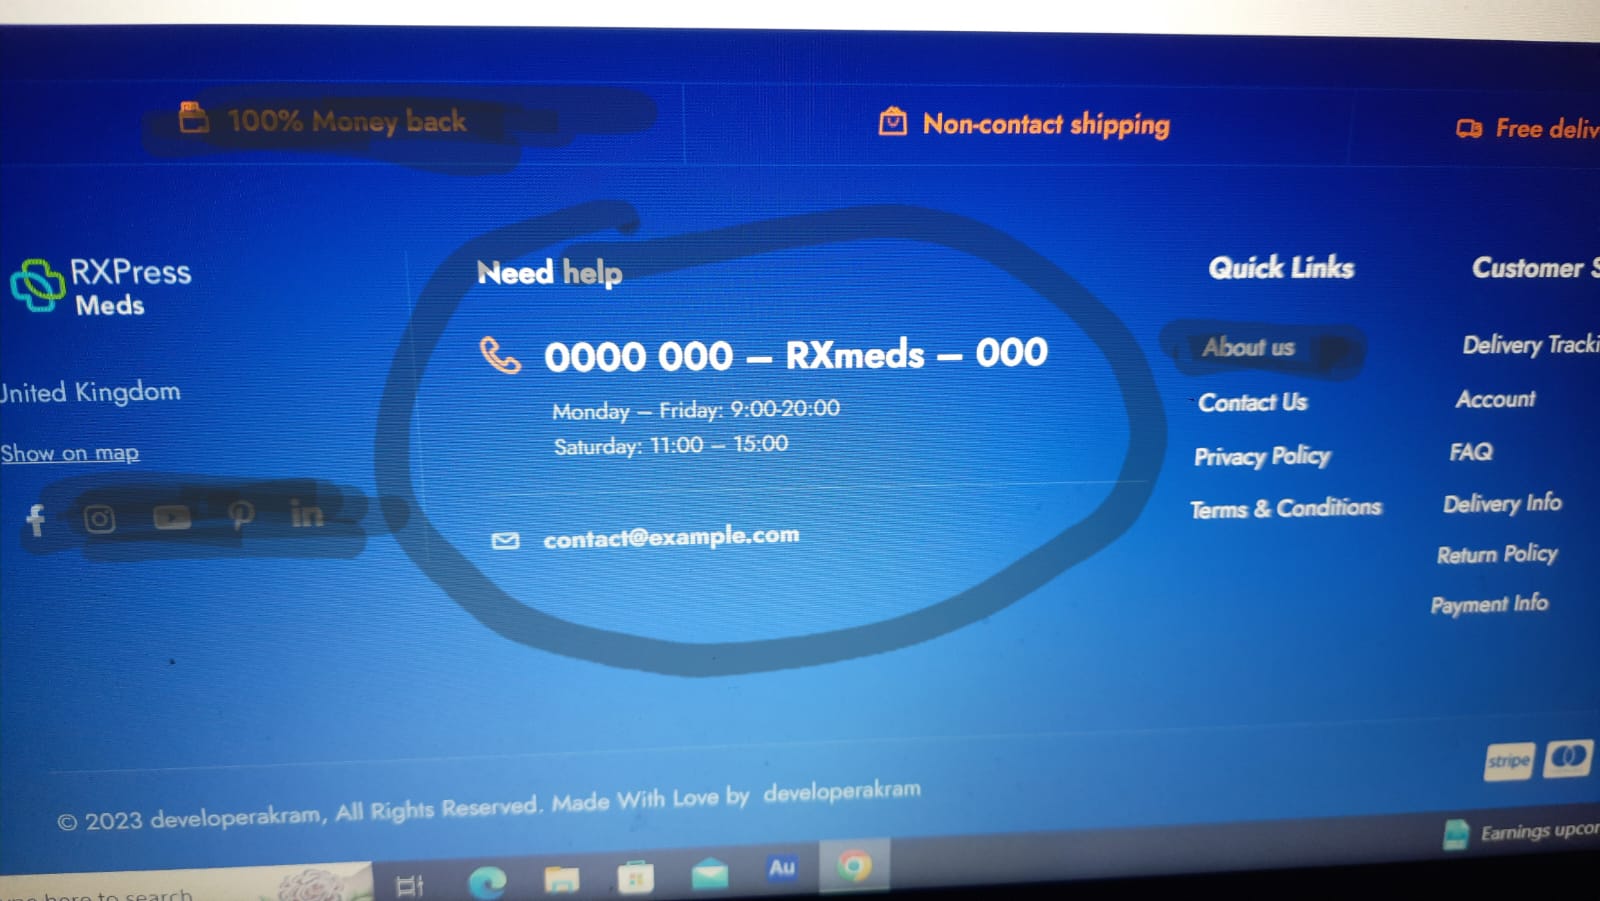 100% Money back
Non-contact shipping
Free deliv
RXPress
Meds
United Kingdom
Show on map
Need help
0000 000 – RXmeds – 000
Monday – Friday: 9:00-20:00
Saturday: 11:00 – 15:00
contact@example.com
Quick Links
About us
Contact Us
Privacy Policy
Terms & Conditions
Customer S
Delivery Tracki
Account
FAQ
Delivery Info
Return Policy
Payment Info
© 2023 developerakram, All Rights Reserved. Made With Love by developerakram
stripe
here to search
Au
Earnings upcor